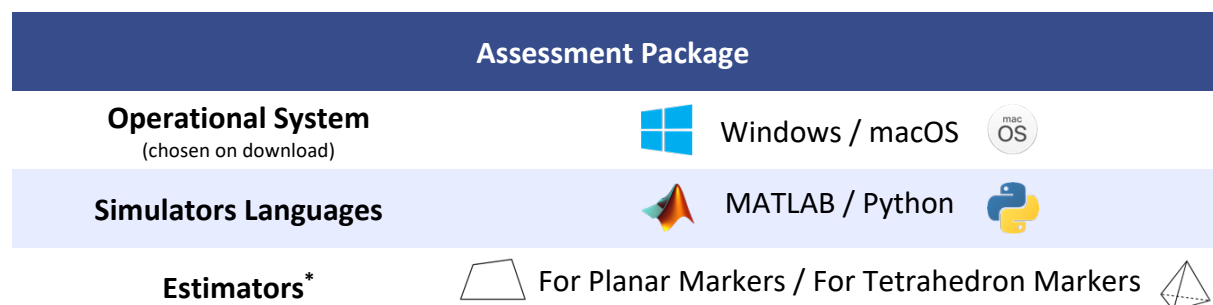 Assessment Package
Operational System
(chosen on download)
Windows / macOS
mac
OS
Simulators Languages
MATLAB / Python
Estimators*
For Planar Markers / For Tetrahedron Markers